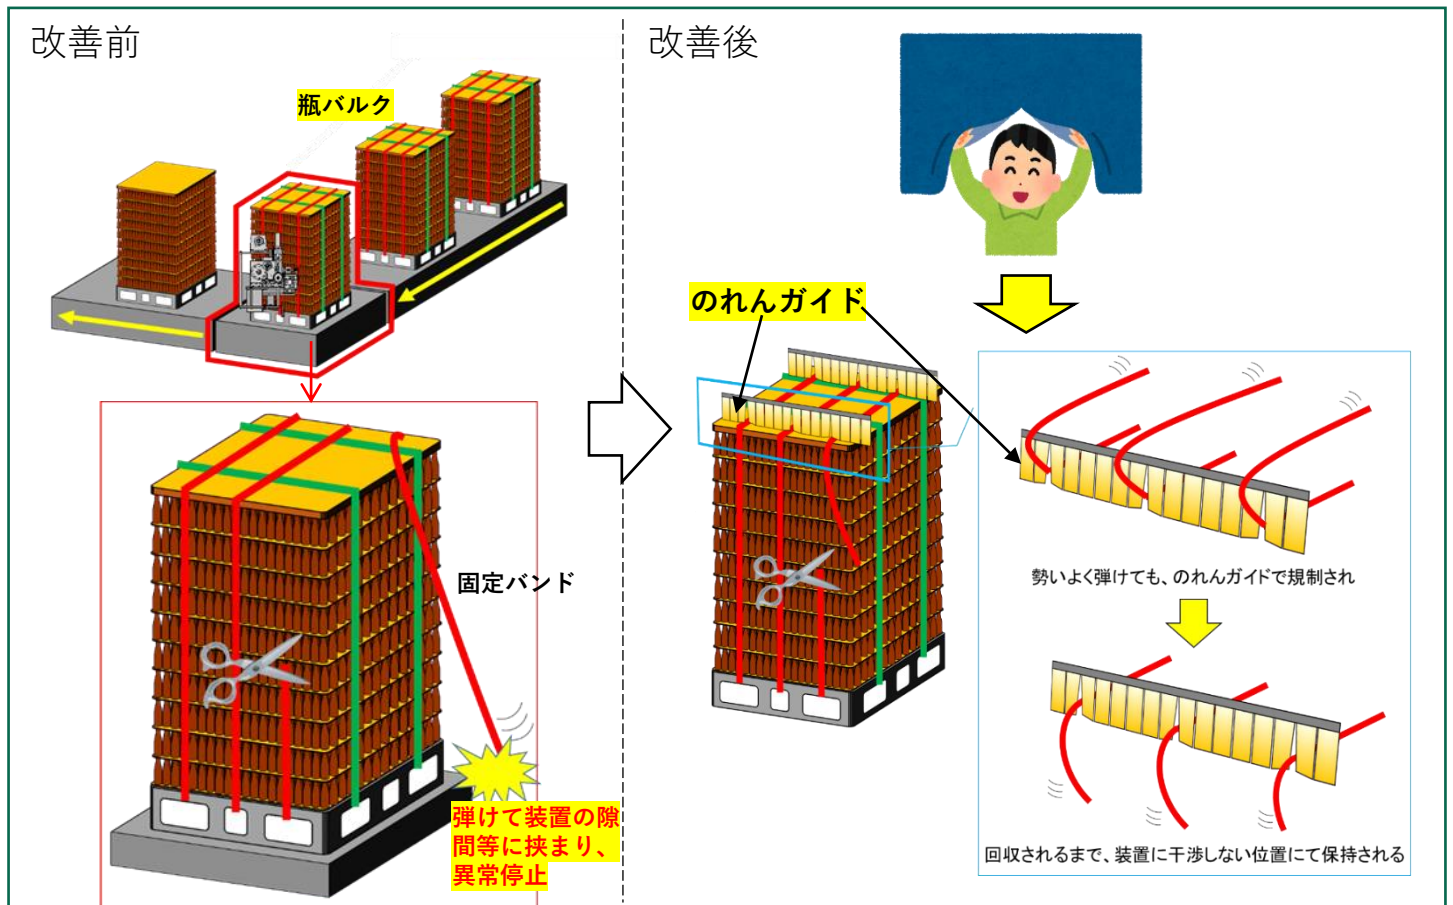 改善前
瓶バルク
固定バンド
弾けて装置の隙
間等に挟まり、
異常停止
改善後
のれんガイド
勢いよく弾けても、のれんガイドで規制され
回収されるまで、装置に干渉しない位置にて保持される